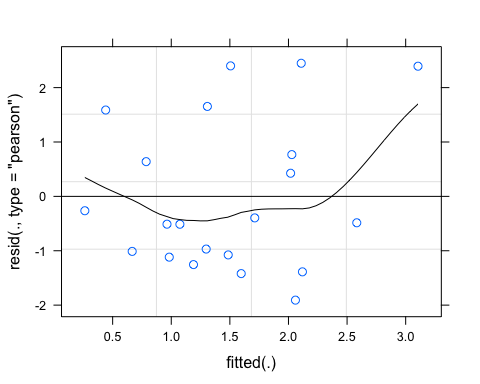 resid(., type = "pearson")
2
1
0
-1
-2
0.5 1.0 1.5 2.0 2.5 3.0
fitted(.)